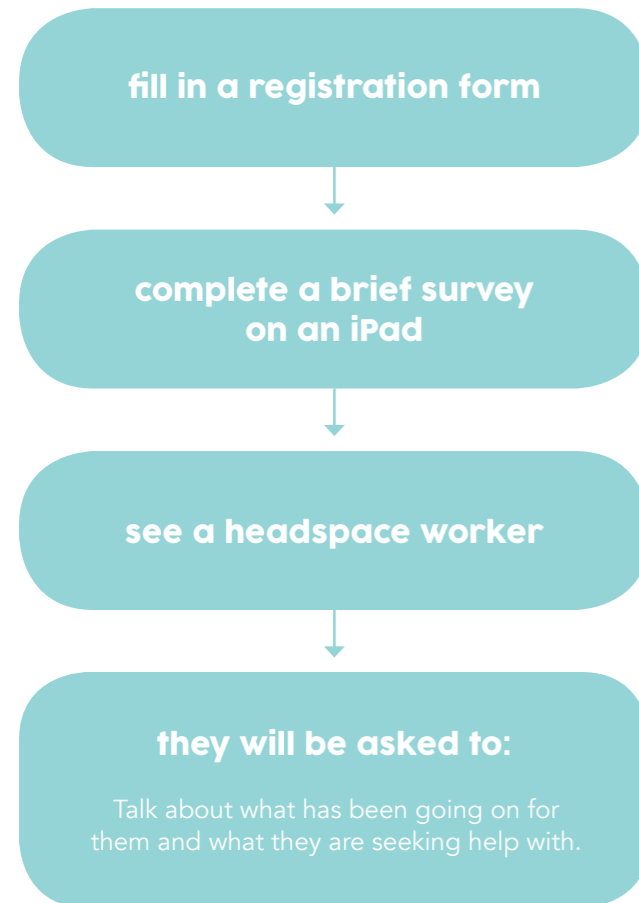 fill in a registration form
complete a brief survey
on an iPad
see a headspace worker
they will be asked to:
Talk about what has been going on for
them and what they are seeking help with.